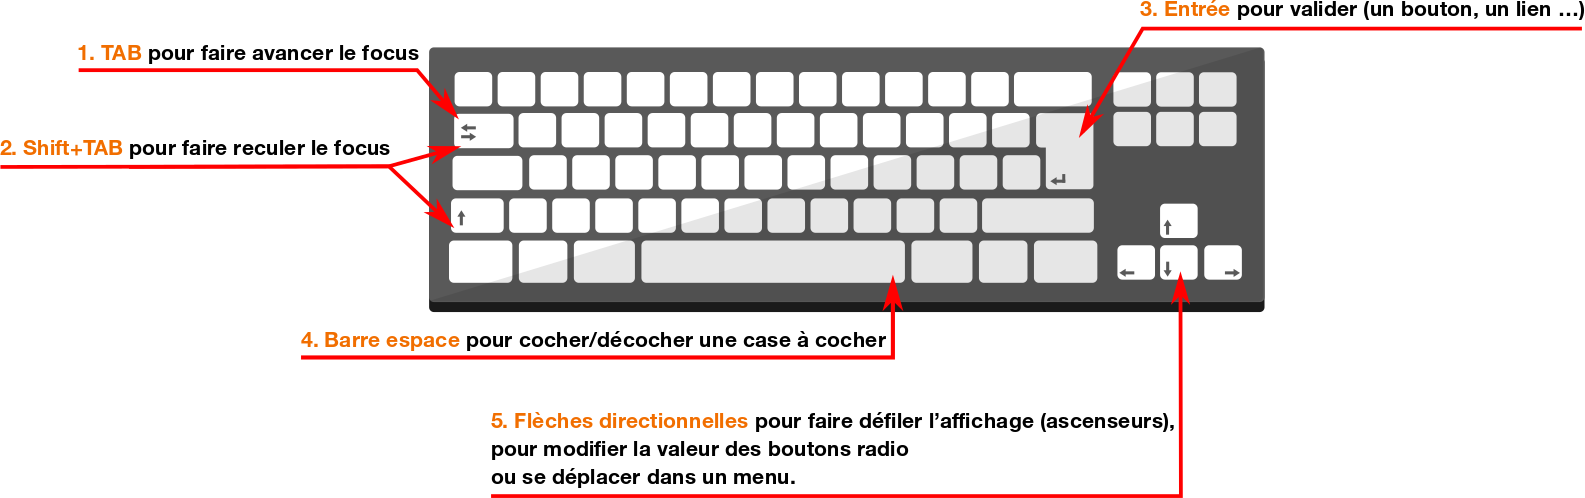 3. Entrée pour valider (un bouton, un lien …)
1. TAB pour faire avancer le focus
2. Shift+TAB pour faire reculer le focus
4. Barre espace pour cocher/décocher une case à cocher
5. Flèches directionnelles pour faire défiler l’affichage (ascenseurs),
pour modifier la valeur des boutons radio
ou se déplacer dans un menu.